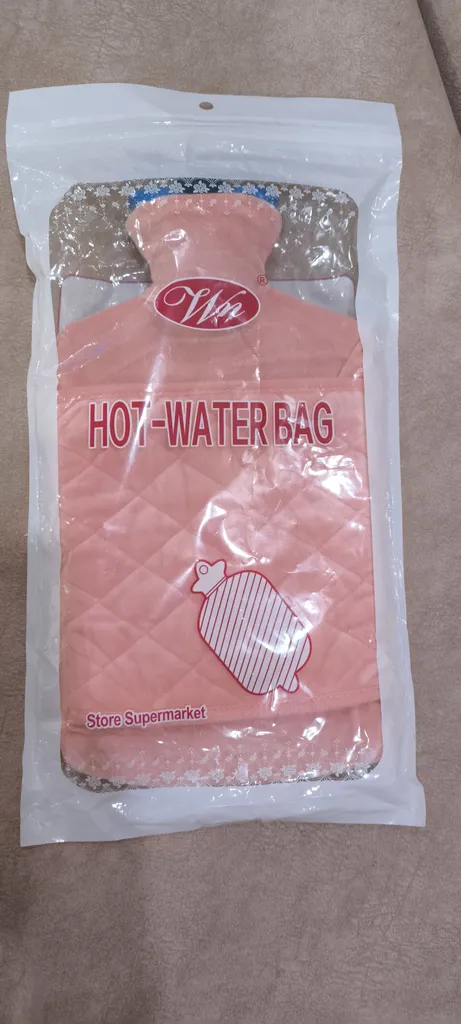 Wn
®
HOT-WATER BAG
Store Supermarket